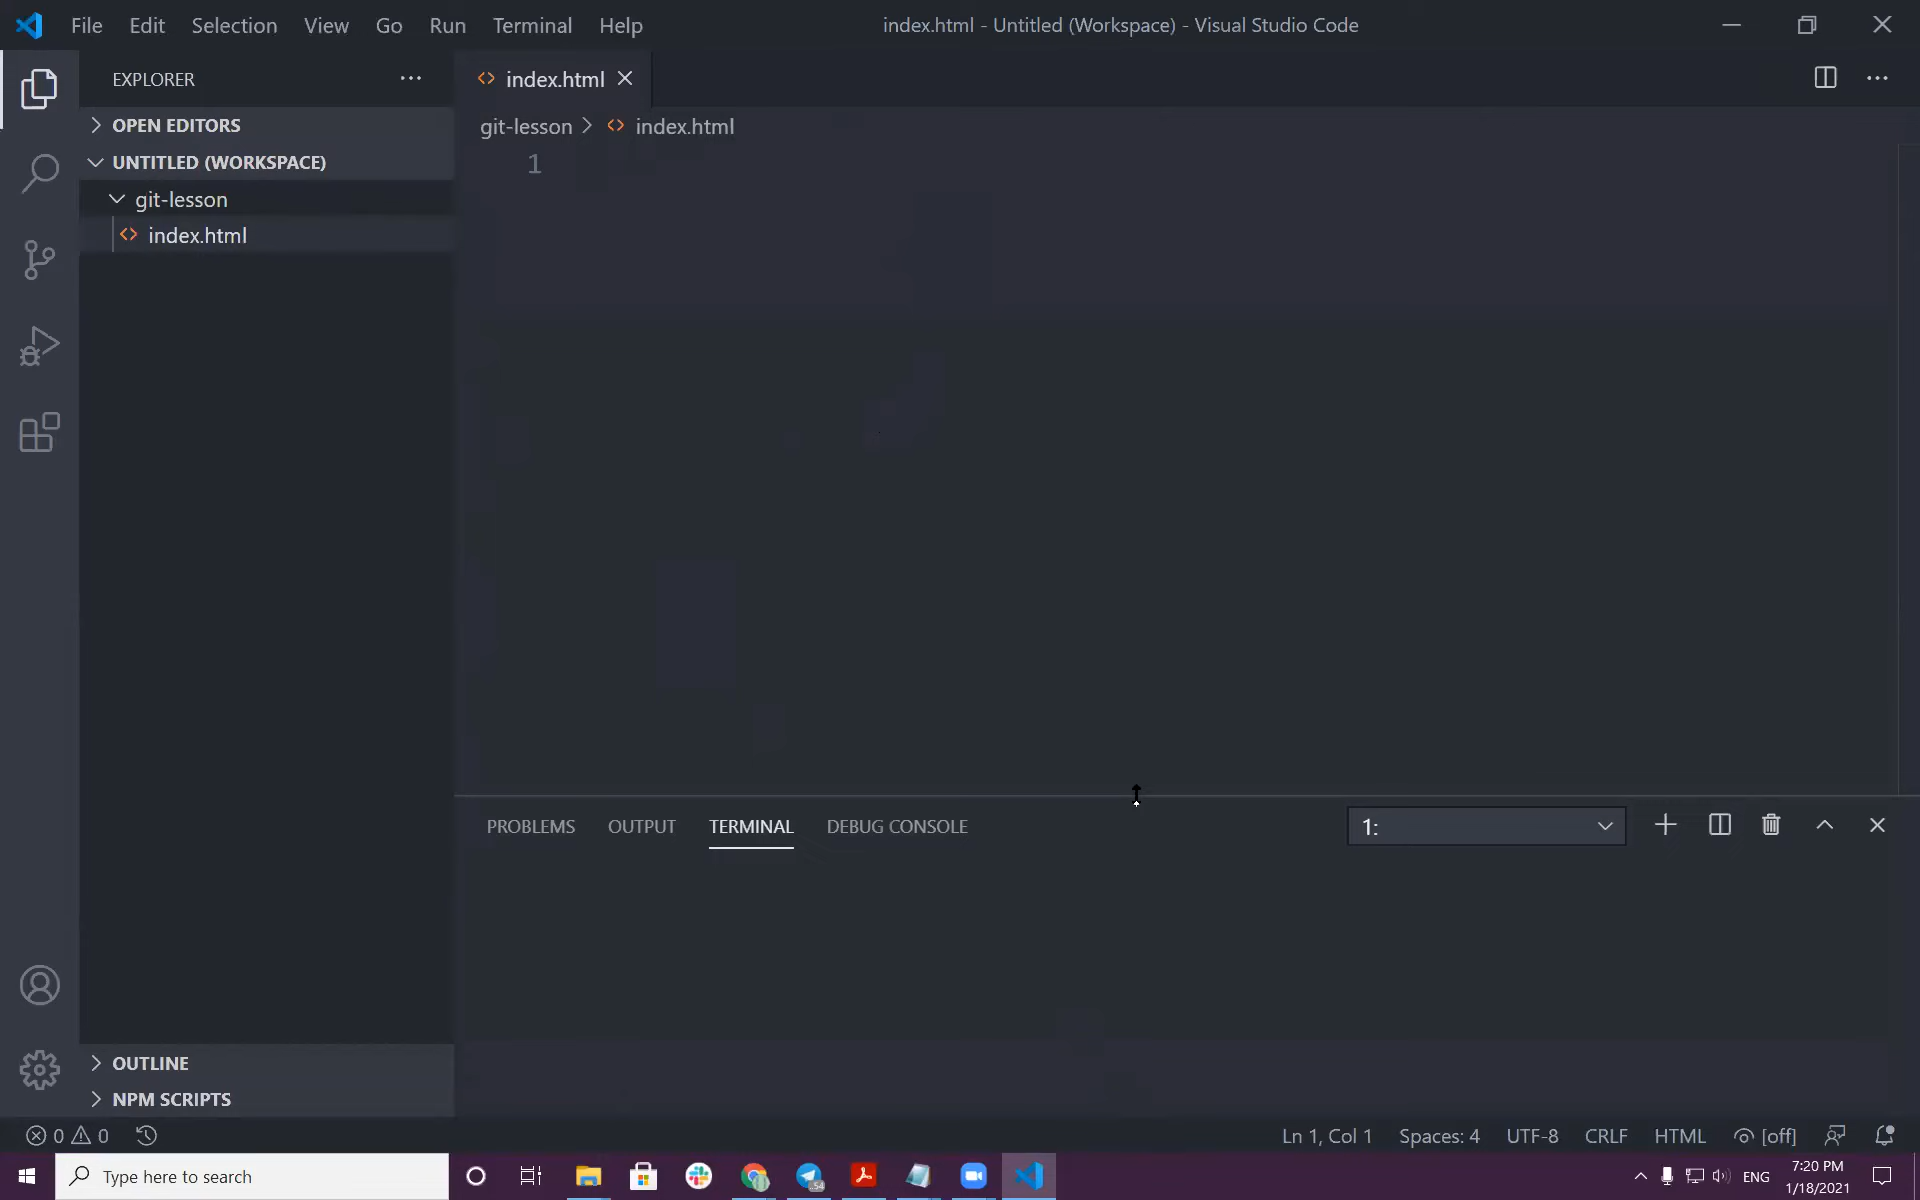 File Edit Selection View Go Run Terminal Help
index.html - Untitled (Workspace) - Visual Studio Code
EXPLORER
index.html
OPEN EDITORS
git-lesson > index.html
UNTITLED (WORKSPACE)
1
git-lesson
index.html
PROBLEMS OUTPUT TERMINAL DEBUG CONSOLE
1:
OUTLINE
NPM SCRIPTS
0 0
Ln 1, Col 1 Spaces: 4 UTF-8 CRLF HTML [off]
Type here to search
54
ENG
7:20 PM
1/18/2021